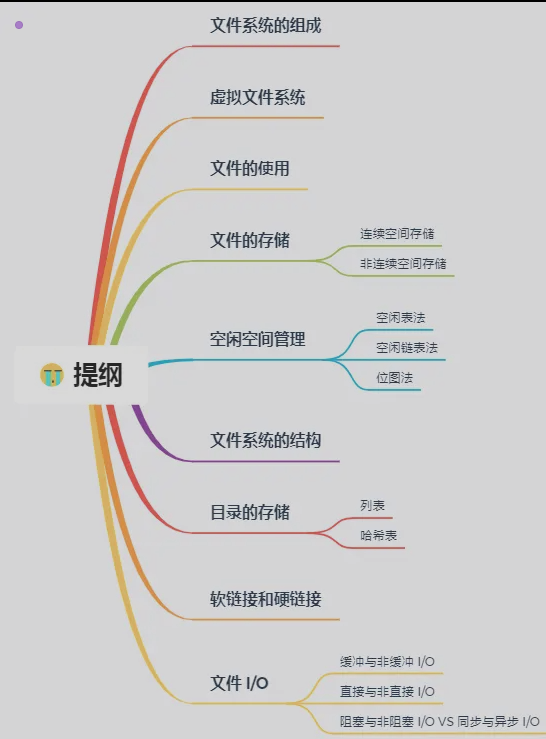 文件系统的组成
虚拟文件系统
文件的使用
文件的存储
连续空间存储
非连续空间存储
空闲空间管理
空闲表法
空闲链表法
位图法
提纲
文件系统的结构
目录的存储
列表
哈希表
软链接和硬链接
文件 I/O
缓冲与非缓冲 I/O
直接与非直接 I/O
阻塞与非阻塞 I/O VS 同步与异步 I/O